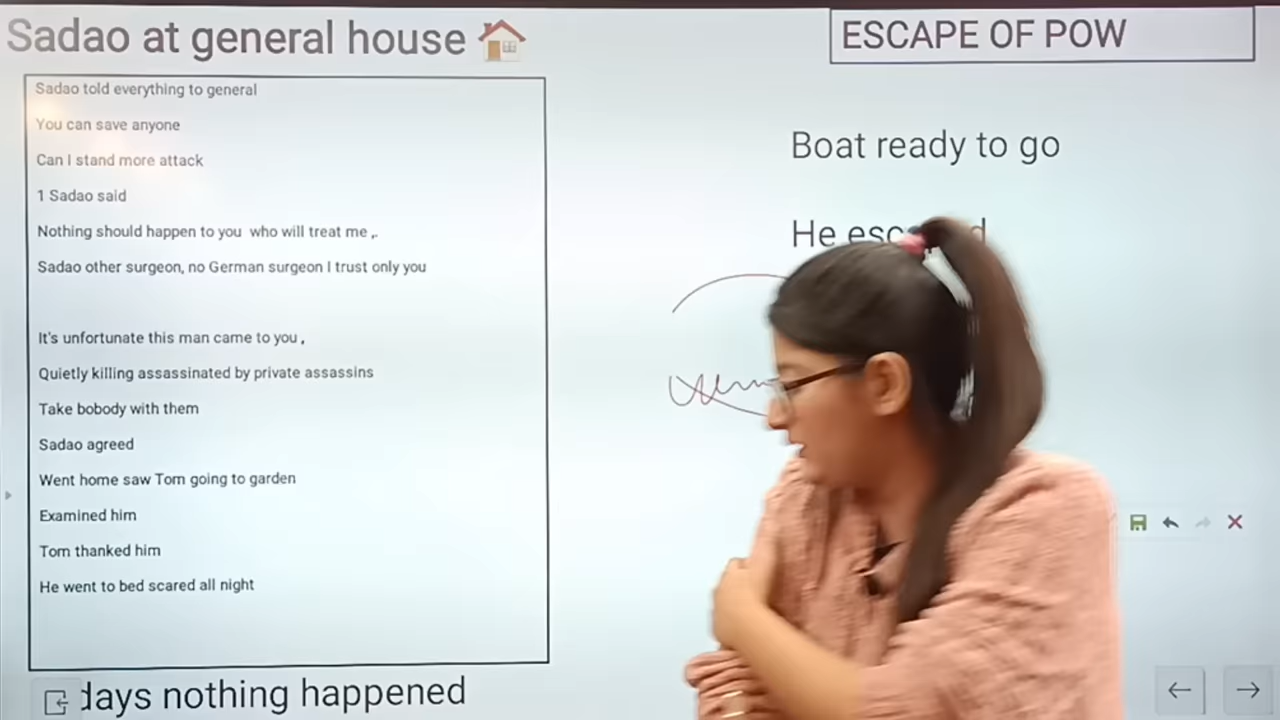 Sadao at general house
Sadao told everything to general
You can save anyone
Can I stand more attack
1 Sadao said
Nothing should happen to you who will treat me ,.
Sadao other surgeon, no German surgeon I trust only you
It's unfortunate this man came to you ,
Quietly killing assassinated by private assassins
Take bobody with them
Sadao agreed
Went home saw Tom going to garden
Examined him
Tom thanked him
He went to bed scared all night
days nothing happened
ESCAPE OF POW
Boat ready to go
He